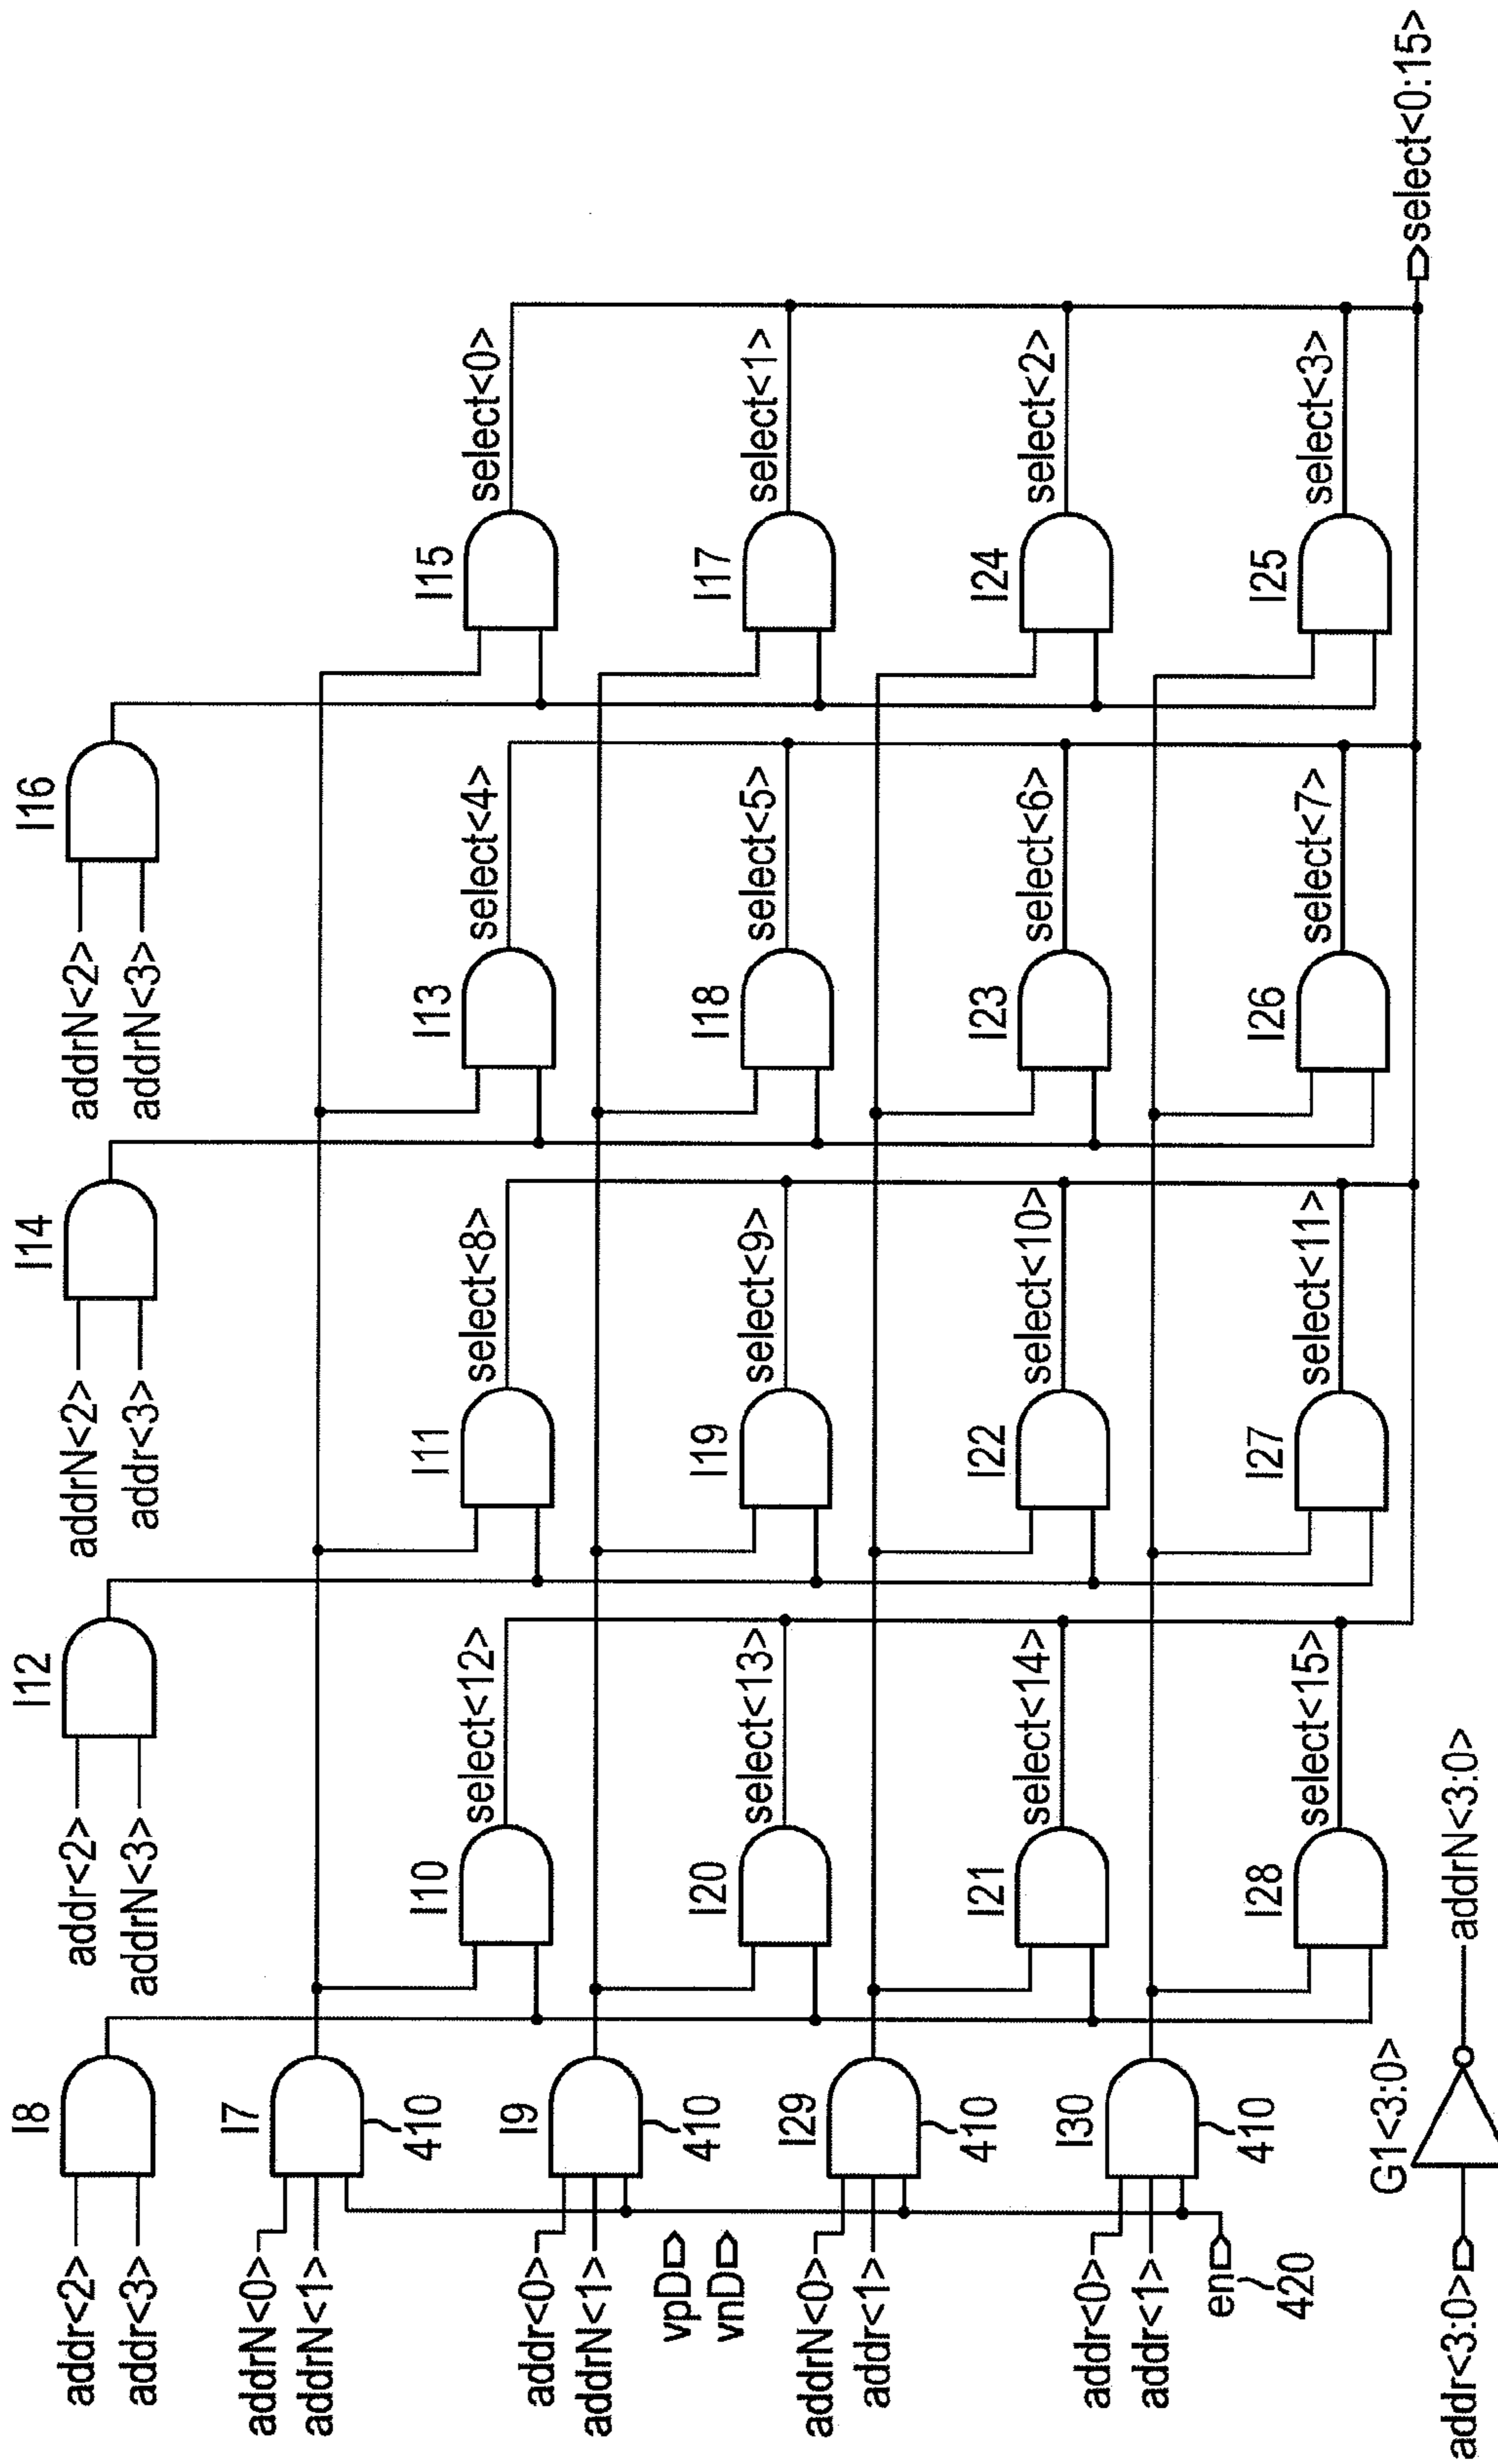 I8
addr<2>
addr<3>
I12
addr<2>
addrN<3>
I14
addrN<2>
addr<3>
I16
addrN<2>
addrN<3>
I7
addrN<0>
addrN<1>
410
I10
select<12>
I11
select<8>
I13
select<4>
I15
select<0>
I9
addr<0>
addrN<1>
410
I20
select<13>
I19
select<9>
I18
select<5>
I17
select<1>
vpD
vnD
I29
addrN<0>
addr<1>
410
I21
select<14>
I22
select<10>
I23
select<6>
I24
select<2>
I30
addr<0>
addr<1>
410
I28
select<15>
I27
select<11>
I26
select<7>
I25
select<3>
en
420
select<0:15>
G1<3:0>
addr<3:0>
addrN<3:0>